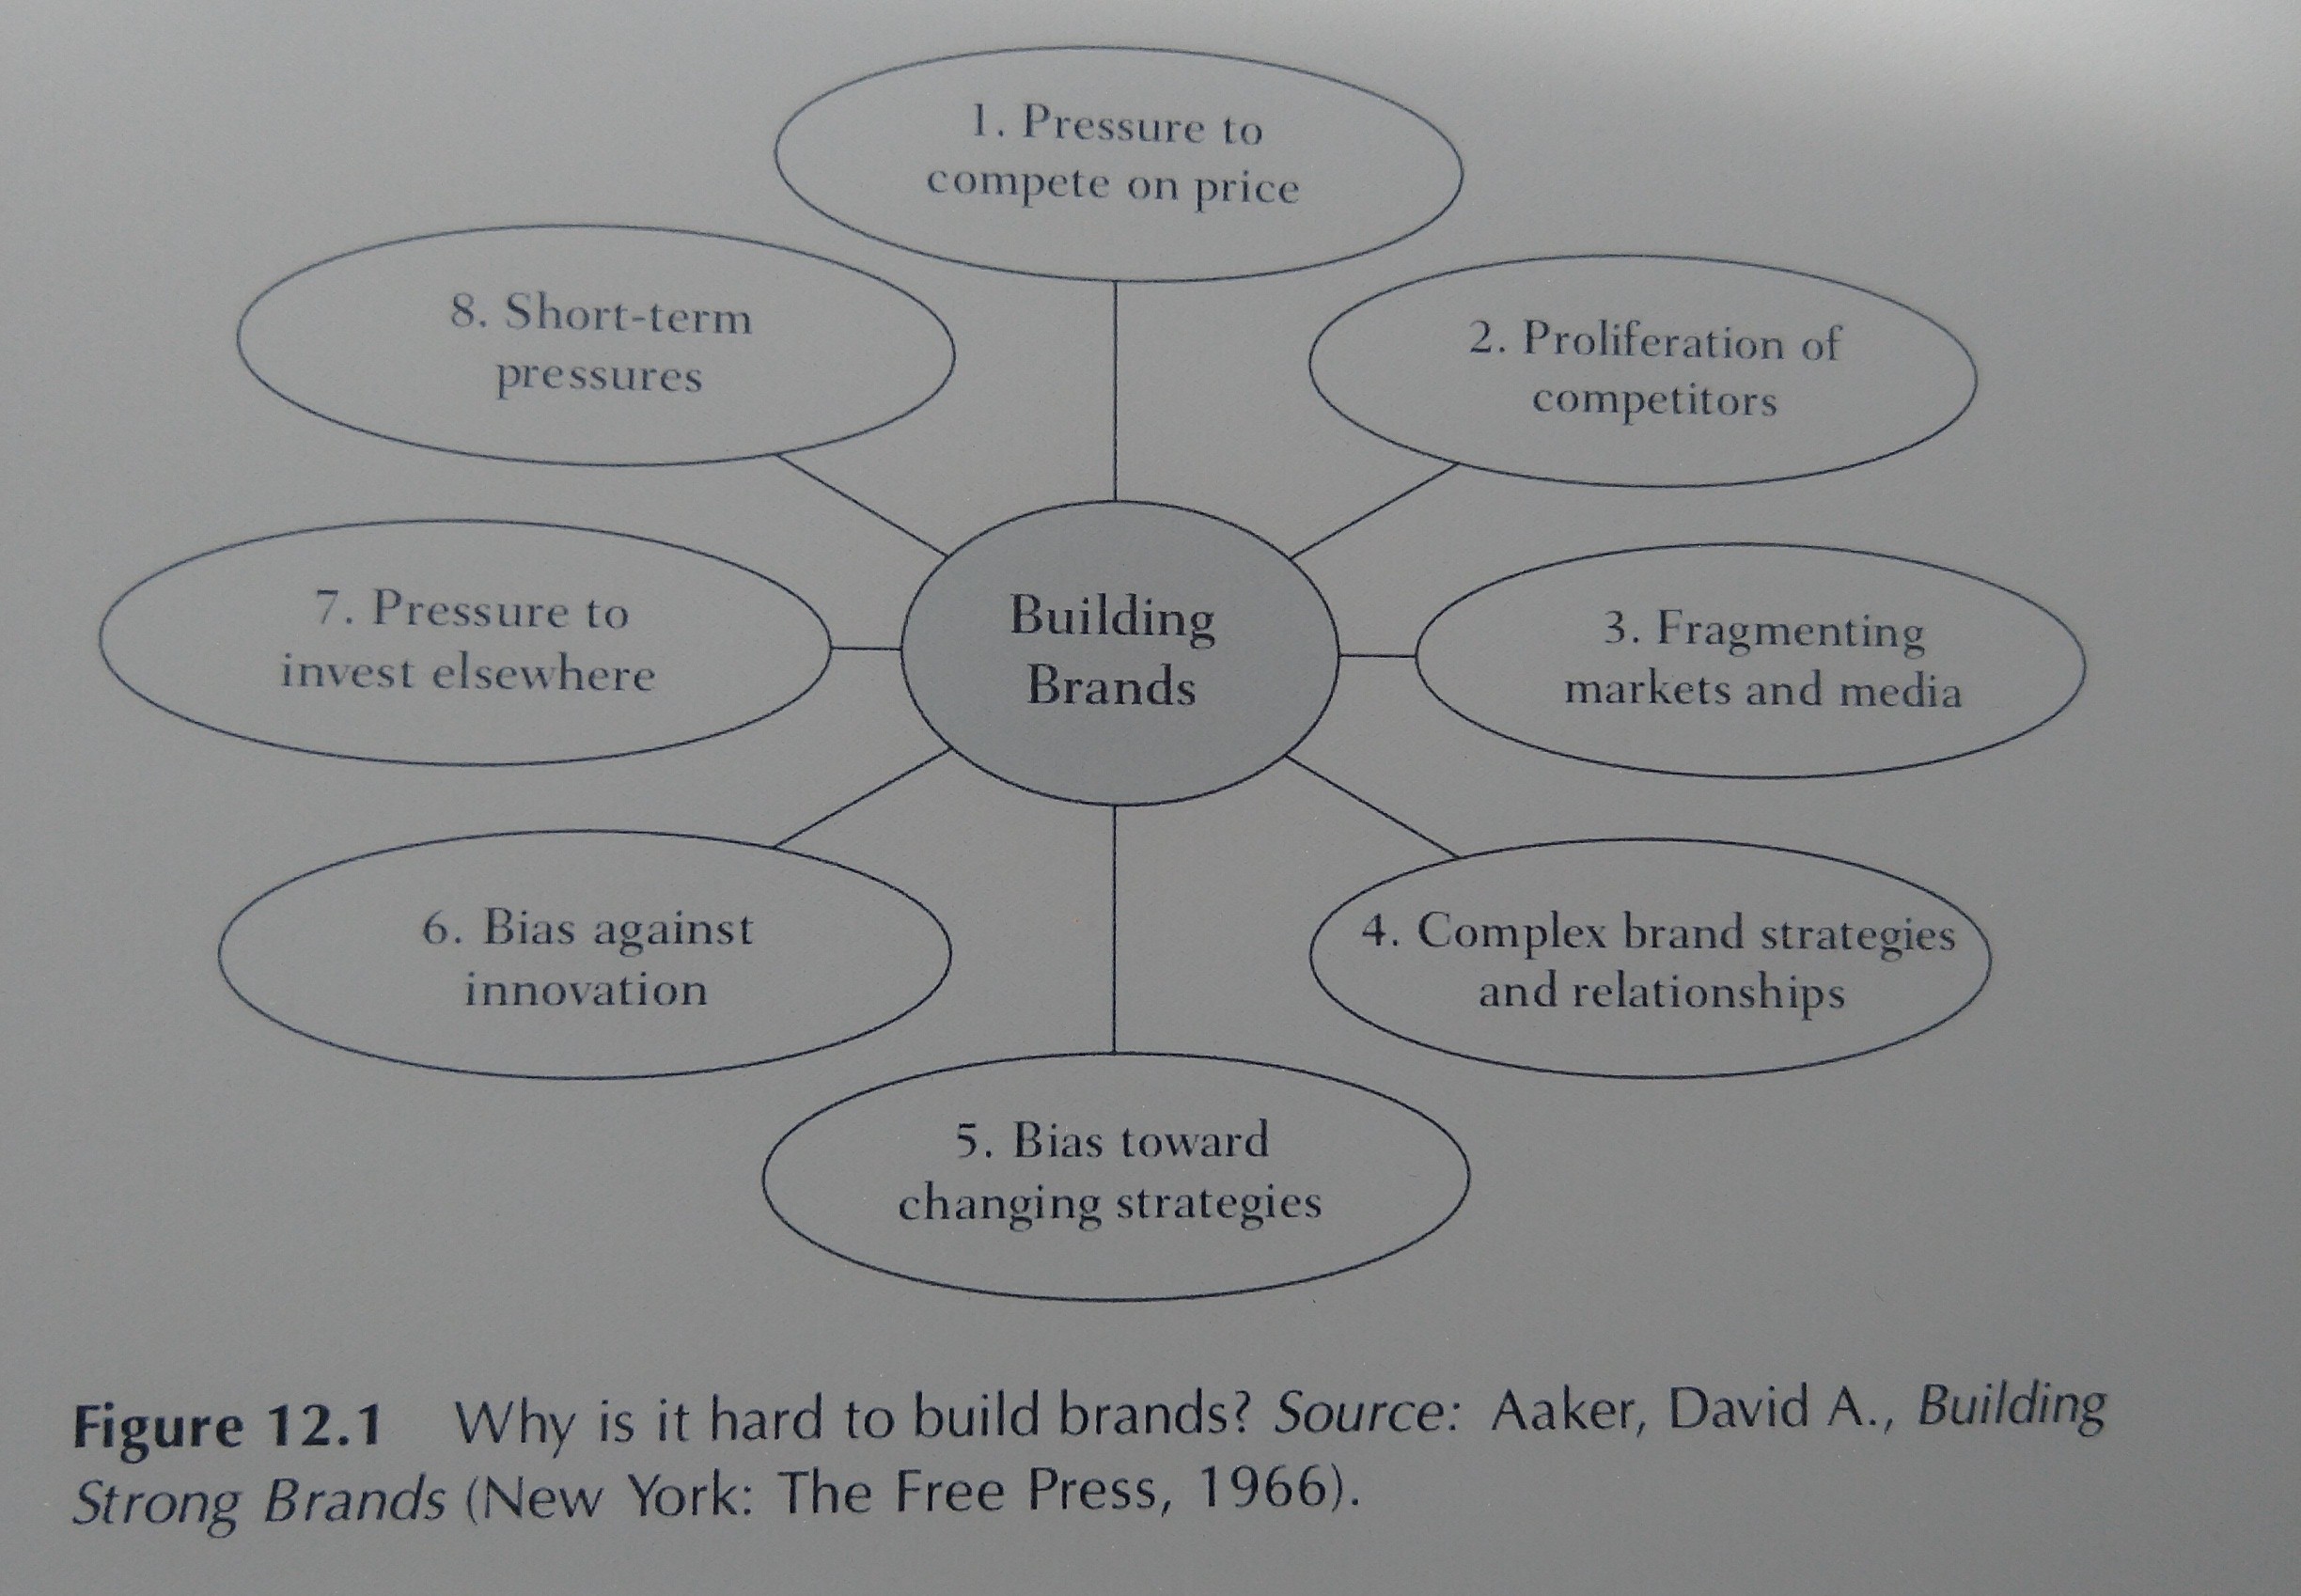 1. Pressure to
compete on price
2. Proliferation of
competitors
3. Fragmenting
markets and media
4. Complex brand strategies
and relationships
5. Bias toward
changing strategies
6. Bias against
innovation
7. Pressure to
invest elsewhere
8. Short-term
pressures
Building
Brands
Figure 12.1 Why is it hard to build brands? Source: Aaker, David A., Building
Strong Brands (New York: The Free Press, 1966).